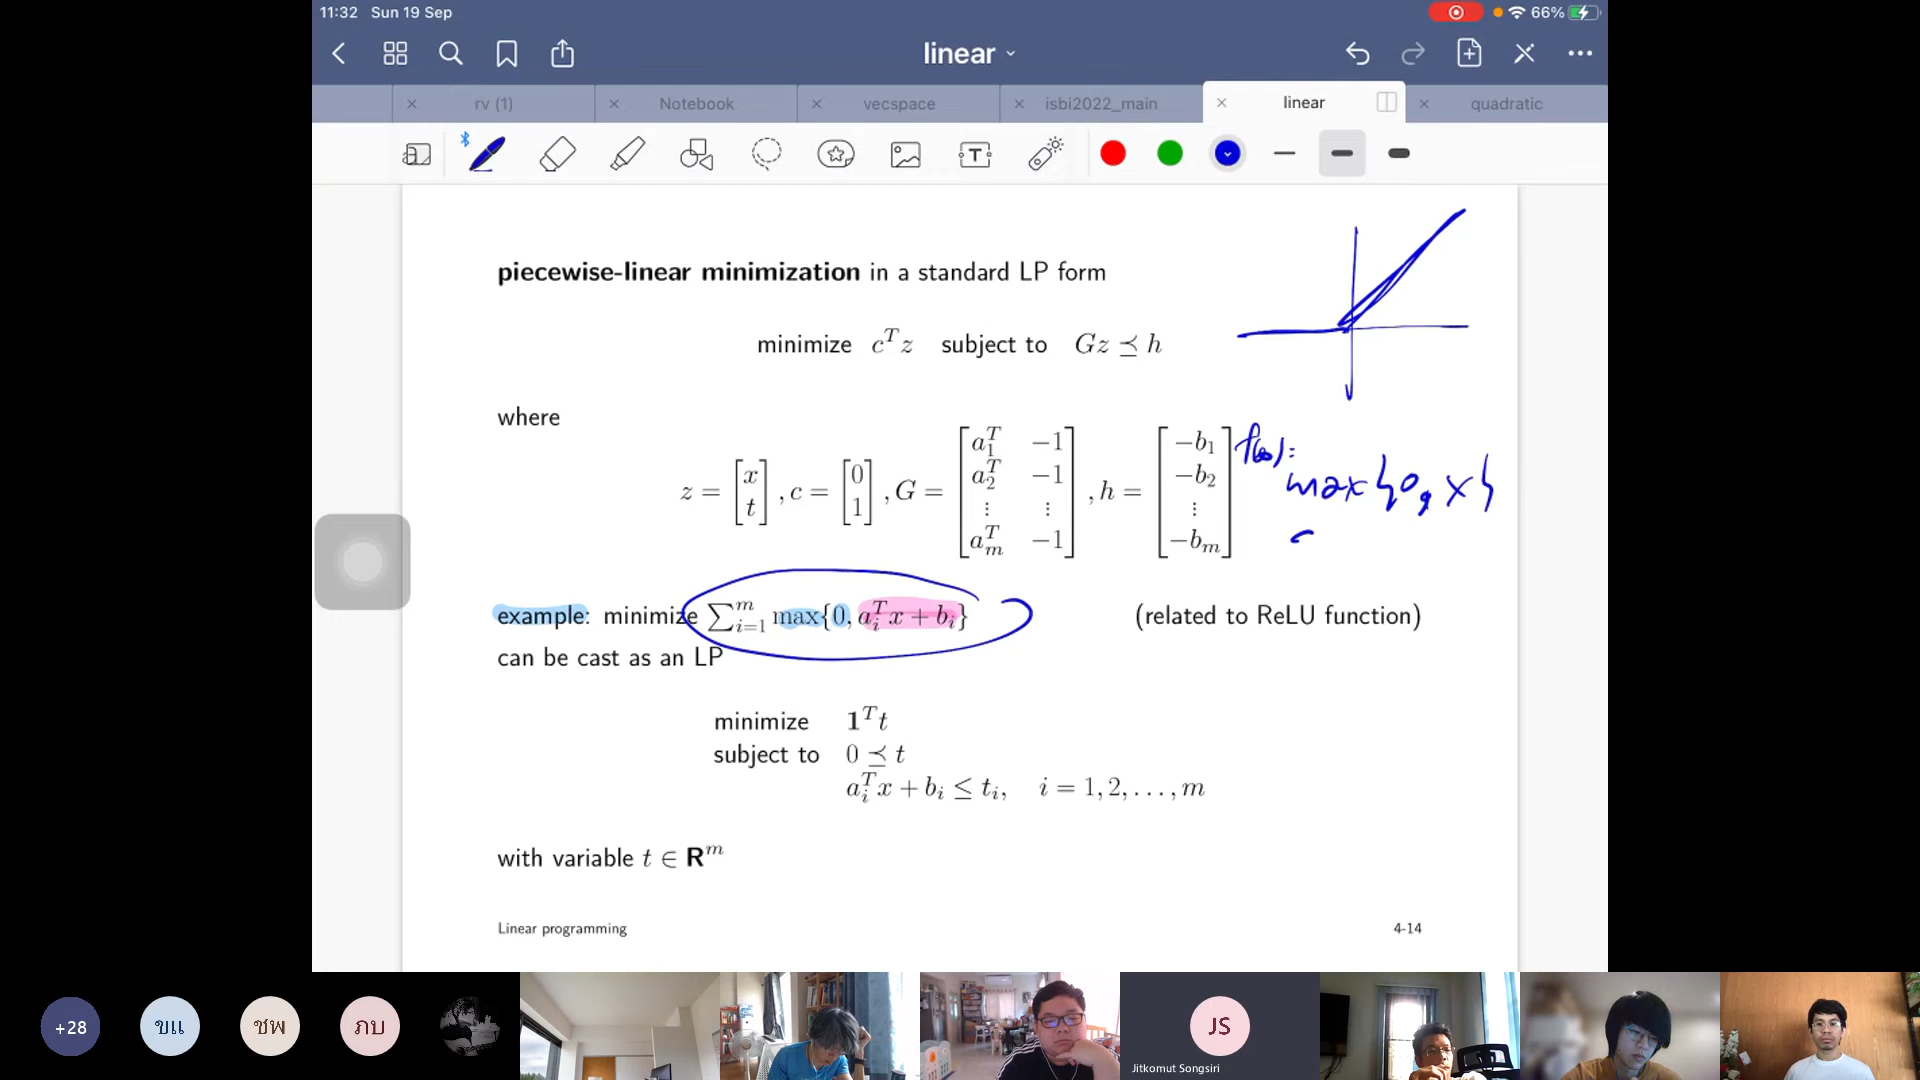 11:32 Sun 19 Sep 66%
linear
rv (1) Notebook vecspace isbi2022_main linear quadratic
piecewise-linear minimization in a standard LP form
minimize c^T z subject to Gz ⪯ h
where
z = [x; t], c = [0; 1], G = [a_1^T −1; a_2^T −1; ⋮ ⋮; a_m^T −1], h = [−b_1; −b_2; ⋮; −b_m]
max{0, x}
example: minimize ∑_{i=1}^m max{0, a_i^T x + b_i} (related to ReLU function)
can be cast as an LP
minimize 1^T t
subject to 0 ⪯ t
a_i^T x + b_i ≤ t_i, i = 1, 2, . . . , m
with variable t ∈ R^m
Linear programming 4-14
+28 ขแ ชพ ภบ JS
Jitkomut Songsiri